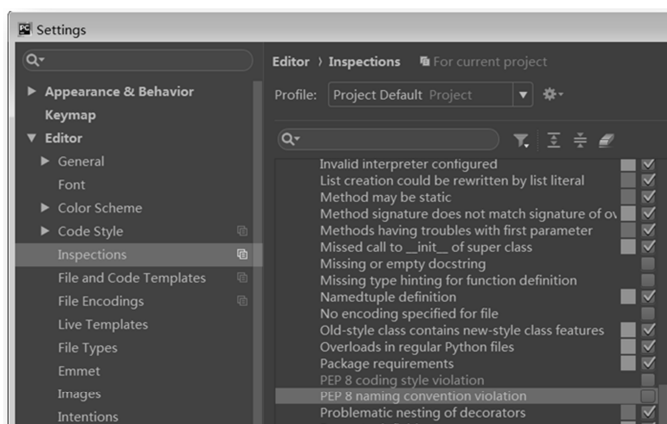 PC Settings
Editor › Inspections For current project
Appearance & Behavior
Keymap
Editor
General
Font
Color Scheme
Code Style
Inspections
File and Code Templates
File Encodings
Live Templates
File Types
Emmet
Images
Intentions
Profile: Project Default Project
Invalid interpreter configured
List creation could be rewritten by list literal
Method may be static
Method signature does not match signature of ov
Methods having troubles with first parameter
Missed call to __init__ of super class
Missing or empty docstring
Missing type hinting for function definition
Namedtuple definition
No encoding specified for file
Old-style class contains new-style class features
Overloads in regular Python files
Package requirements
PEP 8 coding style violation
PEP 8 naming convention violation
Problematic nesting of decorators